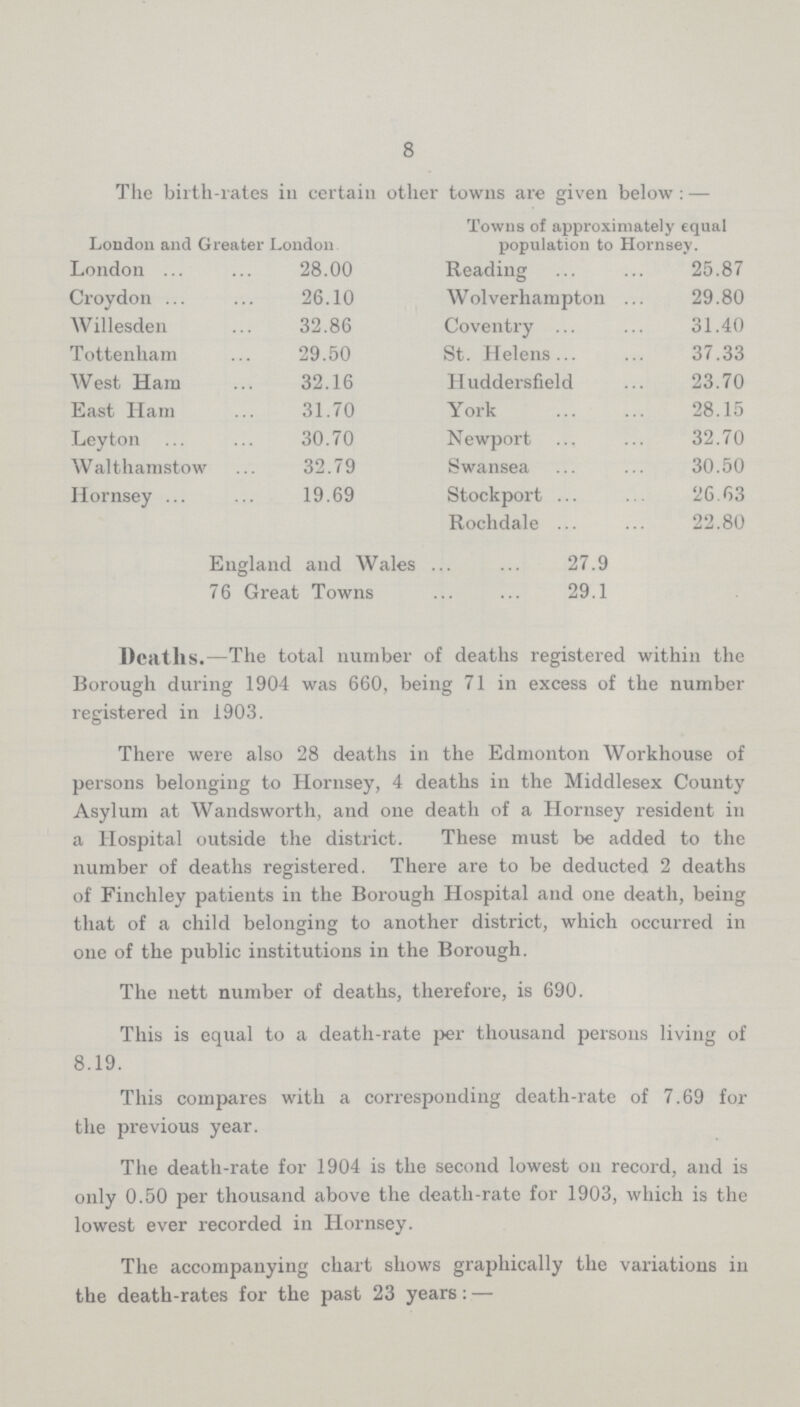 8
The birth-rates in certain other towns are given below : —
London and Greater London
London ... ... 28.00
Croydon ... ... 26.10
Willesden ... 32.86
Tottenham ... 29.50
West Ham ... 32.16
East Ham ... 31.70
Leyton ... ... 30.70
Walthamstow ... 32.79
Hornsey ... ... 19.69
Towns of approximately equal
population to Hornsey.
Reading ... ... 25.87
Wolverhampton ... 29.80
Coventry ... ... 31.40
St. Helens ... ... 37.33
Huddersfield ... 23.70
York ... ... 28.15
Newport ... ... 32.70
Swansea ... ... 30.50
Stockport ... ... 26.63
Rochdale ... ... 22.80
England and Wales ... ... 27.9
76 Great Towns ... ... 29.1
Deaths.—The total number of deaths registered within the
Borough during 1904 was 660, being 71 in excess of the number
registered in 1903.
There were also 28 deaths in the Edmonton Workhouse of
persons belonging to Hornsey, 4 deaths in the Middlesex County
Asylum at Wandsworth, and one death of a Hornsey resident in
a Hospital outside the district. These must be added to the
number of deaths registered. There are to be deducted 2 deaths
of Finchley patients in the Borough Hospital and one death, being
that of a child belonging to another district, which occurred in
one of the public institutions in the Borough.
The nett number of deaths, therefore, is 690.
This is equal to a death-rate per thousand persons living of
8.19.
This compares with a corresponding death-rate of 7.69 for
the previous year.
The death-rate for 1904 is the second lowest on record, and is
only 0.50 per thousand above the death-rate for 1903, which is the
lowest ever recorded in Hornsey.
The accompanying chart shows graphically the variations in
the death-rates for the past 23 years : —